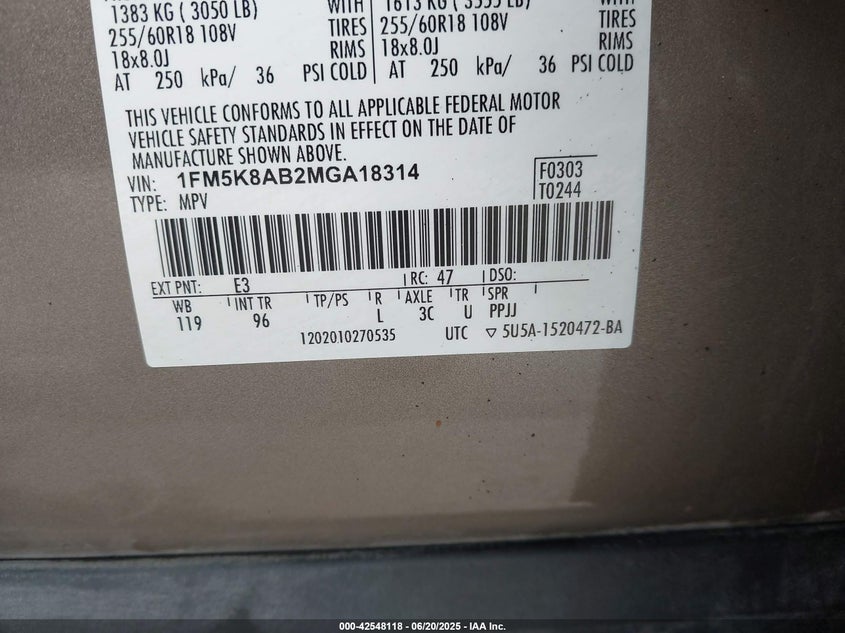 1383 KG ( 3050 LB) WITH 1613 KG ( 3555 LB) WITH
255/60R18 108V TIRES 255/60R18 108V TIRES
18x8.0J RIMS 18x8.0J RIMS
AT 250 kPa/ 36 PSI COLD AT 250 kPa/ 36 PSI COLD
THIS VEHICLE CONFORMS TO ALL APPLICABLE FEDERAL MOTOR
VEHICLE SAFETY STANDARDS IN EFFECT ON THE DATE OF
MANUFACTURE SHOWN ABOVE.
VIN: 1FM5K8AB2MGA18314 F0303
TYPE: MPV T0244
EXT PNT: E3 RC: 47 DSO:
WB INT TR TP/PS R AXLE TR SPR
119 96 L 3C U PPJJ
1202010270535 UTC ▽ 5U5A-1520472-BA
000-42548118 - 06/20/2025 - IAA Inc.